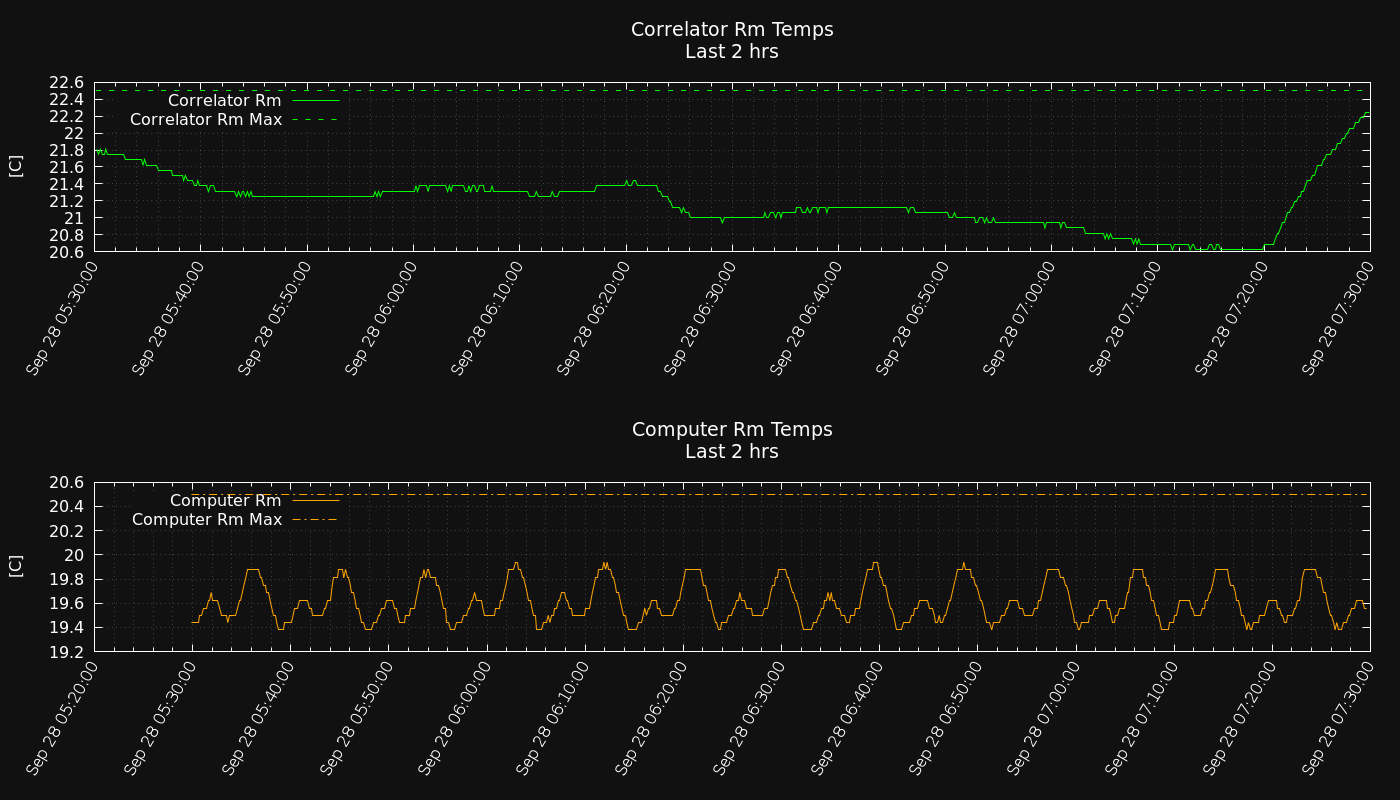 Correlator Rm Temps
Last 2 hrs
22.6
22.4
22.2
22
21.8
21.6
21.4
21.2
21
20.8
20.6
[C]
Correlator Rm
Correlator Rm Max
Sep 28 05:30:00
Sep 28 05:40:00
Sep 28 05:50:00
Sep 28 06:00:00
Sep 28 06:10:00
Sep 28 06:20:00
Sep 28 06:30:00
Sep 28 06:40:00
Sep 28 06:50:00
Sep 28 07:00:00
Sep 28 07:10:00
Sep 28 07:20:00
Sep 28 07:30:00
Computer Rm Temps
Last 2 hrs
20.6
20.4
20.2
20
19.8
19.6
19.4
19.2
[C]
Computer Rm
Computer Rm Max
Sep 28 05:20:00
Sep 28 05:30:00
Sep 28 05:40:00
Sep 28 05:50:00
Sep 28 06:00:00
Sep 28 06:10:00
Sep 28 06:20:00
Sep 28 06:30:00
Sep 28 06:40:00
Sep 28 06:50:00
Sep 28 07:00:00
Sep 28 07:10:00
Sep 28 07:20:00
Sep 28 07:30:00